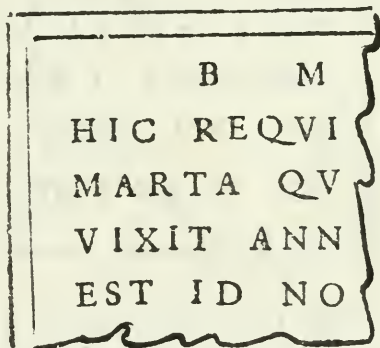 B M
HIC REQVI
MARTA QV
VIXIT ANN
EST ID NO